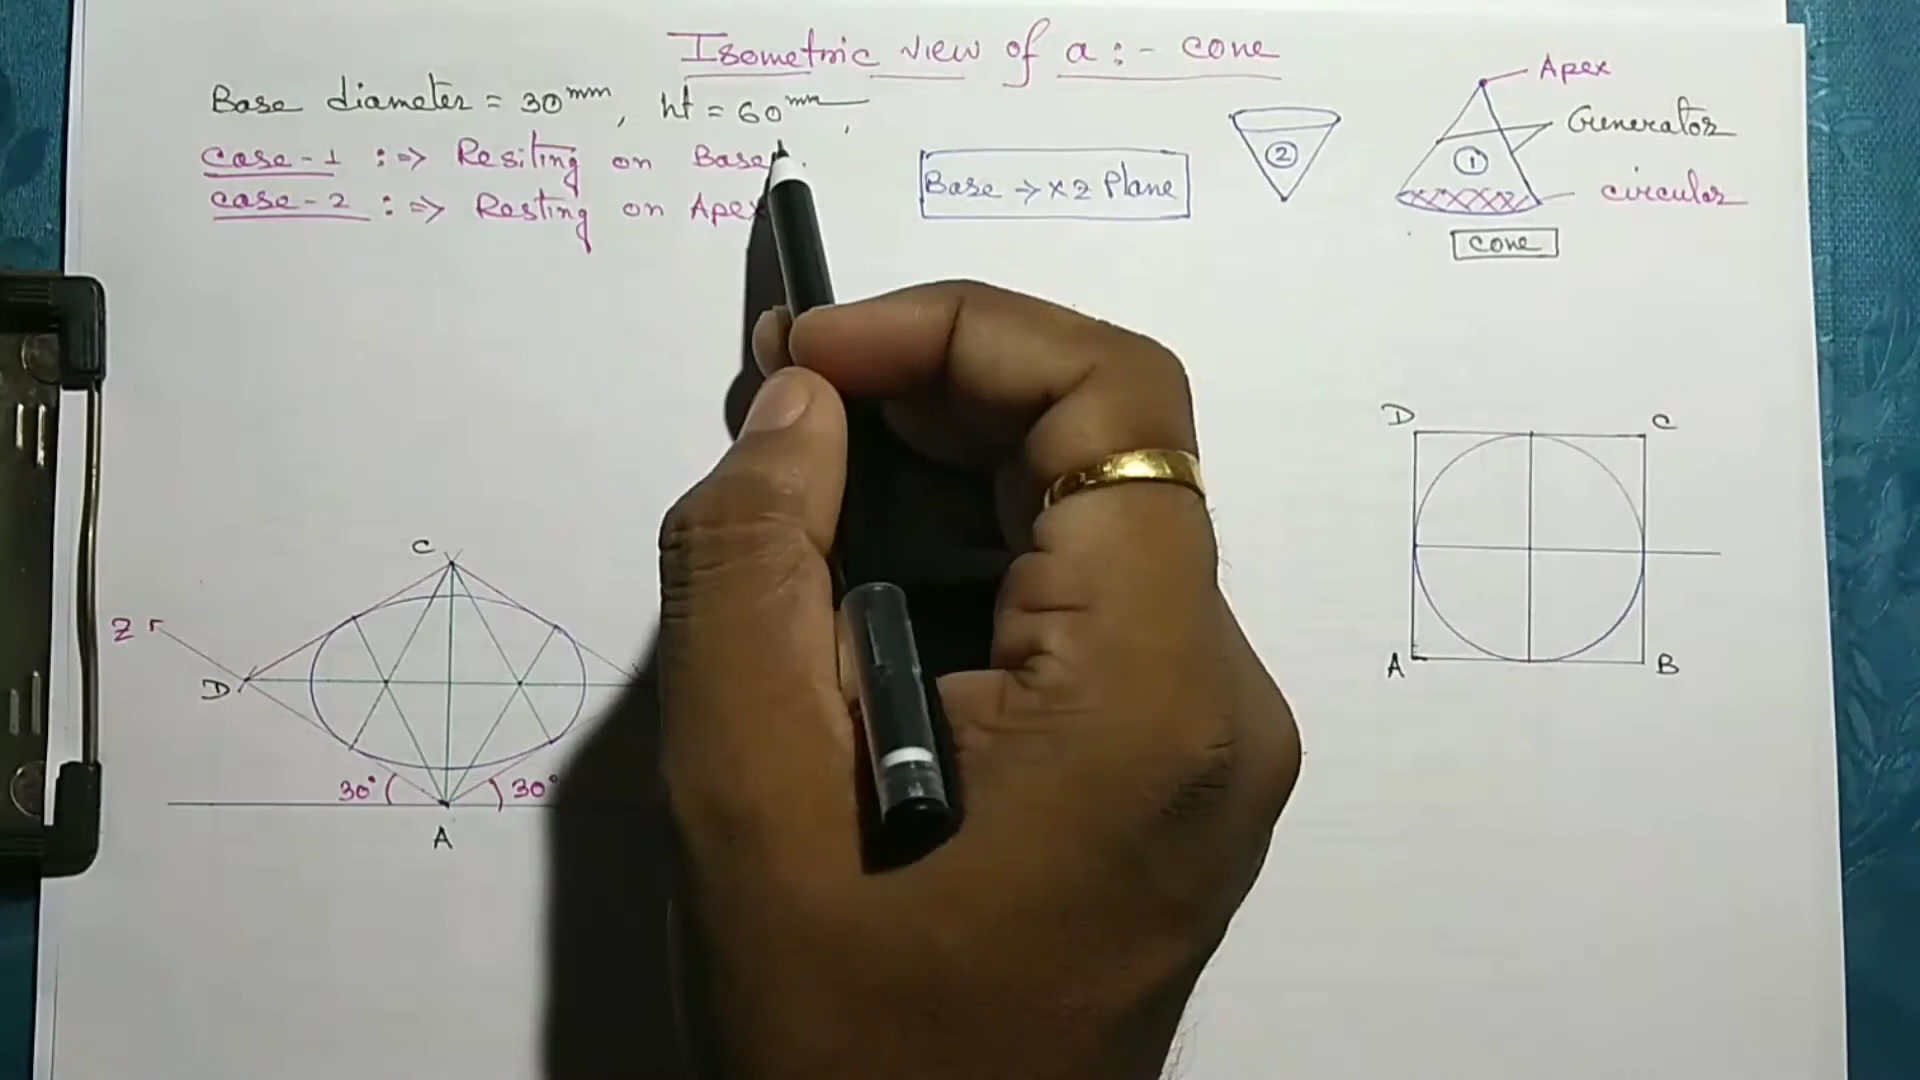 Isometric view of a :- cone
Base diameter = 30mm, ht = 60mm,
case-1 :⇒ Resiting on Base.
case-2 :⇒ Resting on Apex
Base → xz Plane
②
Apex
Generator
①
circular
cone
D C
A B
C
Z
D
30° 30°
A